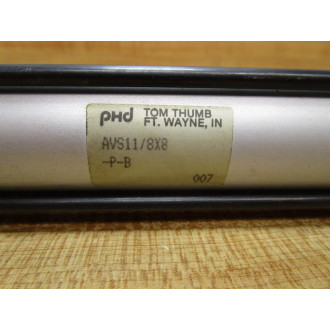 phd TOM THUMB
FT. WAYNE, IN
AVS11/8X8
-P-B
007